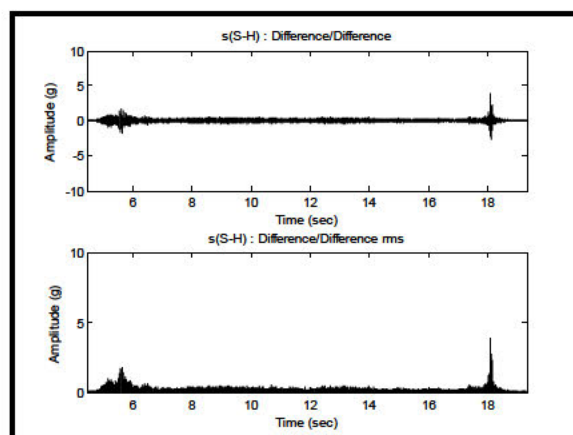 s(S-H) : Difference/Difference
10
5
0
-5
-10
Amplitude (g)
6 8 10 12 14 16 18
Time (sec)
s(S-H) : Difference/Difference rms
10
5
0
Amplitude (g)
6 8 10 12 14 16 18
Time (sec)